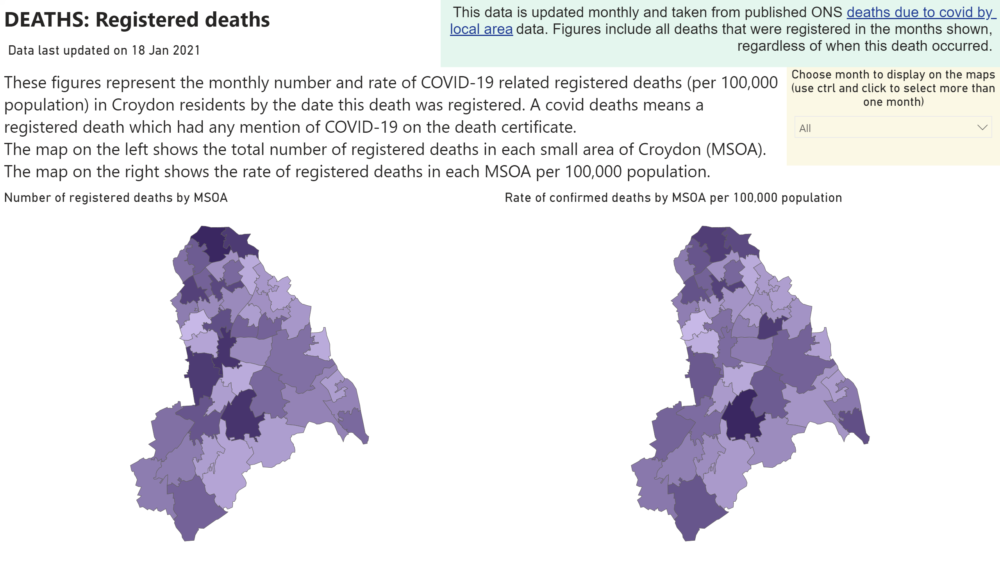 DEATHS: Registered deaths
Data last updated on 18 Jan 2021
This data is updated monthly and taken from published ONS deaths due to covid by
local area data. Figures include all deaths that were registered in the months shown,
regardless of when this death occurred.
These figures represent the monthly number and rate of COVID-19 related registered deaths (per 100,000
population) in Croydon residents by the date this death was registered. A covid deaths means a
registered death which had any mention of COVID-19 on the death certificate.
The map on the left shows the total number of registered deaths in each small area of Croydon (MSOA).
The map on the right shows the rate of registered deaths in each MSOA per 100,000 population.
Choose month to display on the maps
(use ctrl and click to select more than
one month)
All
Number of registered deaths by MSOA
Rate of confirmed deaths by MSOA per 100,000 population